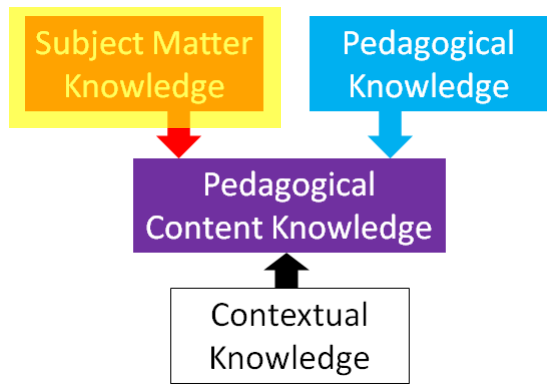 Subject Matter
Knowledge
Pedagogical
Knowledge
Pedagogical
Content Knowledge
Contextual
Knowledge